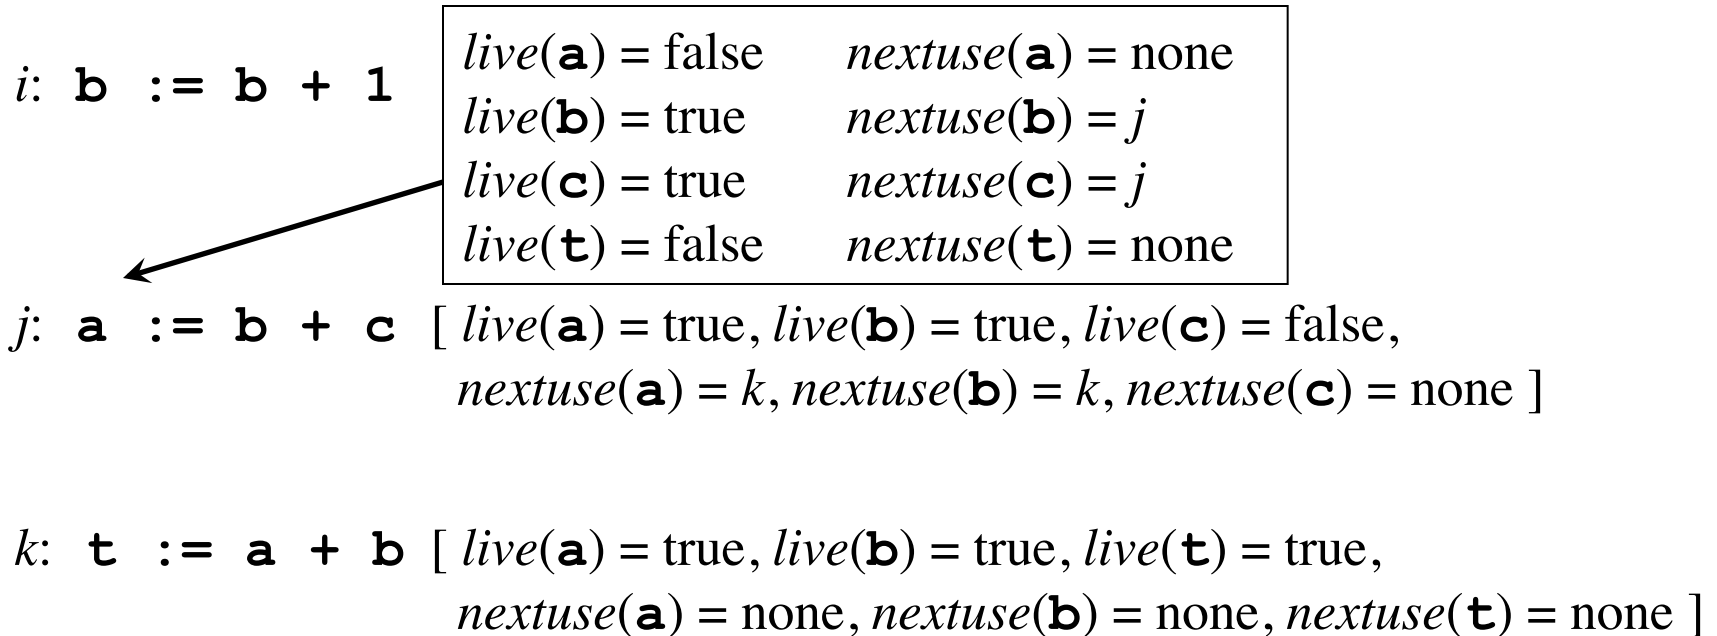 i: b := b + 1
live(a) = false nextuse(a) = none
live(b) = true nextuse(b) = j
live(c) = true nextuse(c) = j
live(t) = false nextuse(t) = none
j: a := b + c [ live(a) = true, live(b) = true, live(c) = false,
nextuse(a) = k, nextuse(b) = k, nextuse(c) = none ]
k: t := a + b [ live(a) = true, live(b) = true, live(t) = true,
nextuse(a) = none, nextuse(b) = none, nextuse(t) = none ]